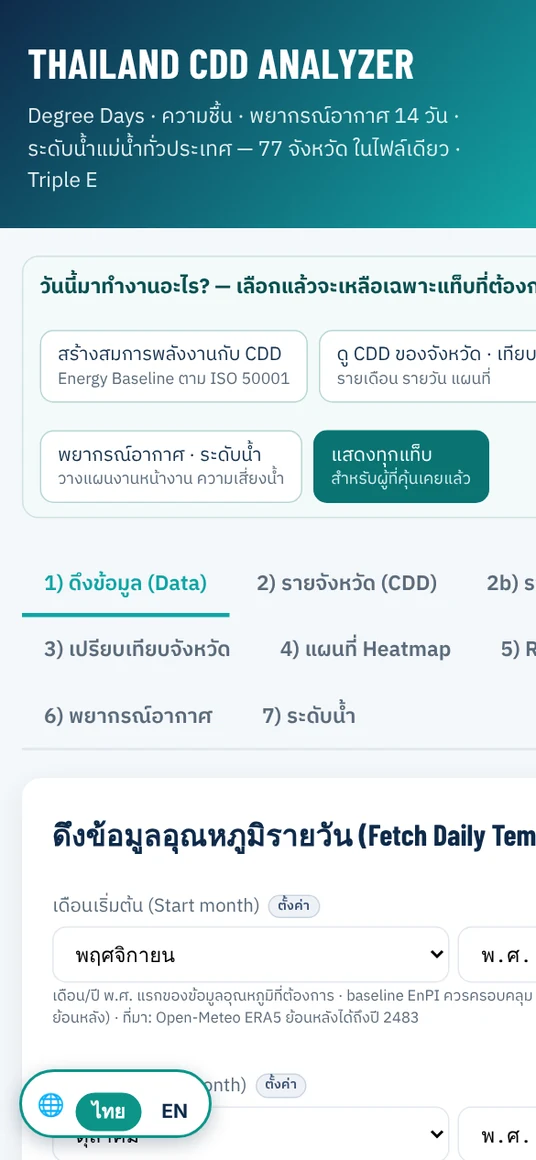 THAILAND CDD ANALYZER
Degree Days · ความชื้น · พยากรณ์อากาศ 14 วัน ·
ระดับน้ำแม่น้ำทั่วประเทศ — 77 จังหวัด ในไฟล์เดียว ·
Triple E
วันนี้มาทำงานอะไร? — เลือกแล้วจะเหลือเฉพาะแท็บที่ต้อง
สร้างสมการพลังงานกับ CDD
Energy Baseline ตาม ISO 50001
ดู CDD ของจังหวัด · เทียบ
รายเดือน รายวัน แผนที่
พยากรณ์อากาศ · ระดับน้ำ
วางแผนงานหน้างาน ความเสี่ยงน้ำ
แสดงทุกแท็บ
สำหรับผู้ที่คุ้นเคยแล้ว
1) ดึงข้อมูล (Data)
2) รายจังหวัด (CDD)
2b)
3) เปรียบเทียบจังหวัด
4) แผนที่ Heatmap
5)
6) พยากรณ์อากาศ
7) ระดับน้ำ
ดึงข้อมูลอุณหภูมิรายวัน (Fetch Daily Tem
เดือนเริ่มต้น (Start month) ตั้งค่า
พฤศจิกายน
พ.ศ.
เดือน/ปี พ.ศ. แรกของข้อมูลอุณหภูมิที่ต้องการ · baseline EnPI ควรครอบคลุม
ย้อนหลัง) · ที่มา: Open-Meteo ERA5 ย้อนหลังได้ถึงปี 2483
onth) ตั้งค่า
พ.ศ.
🌐 ไทย EN